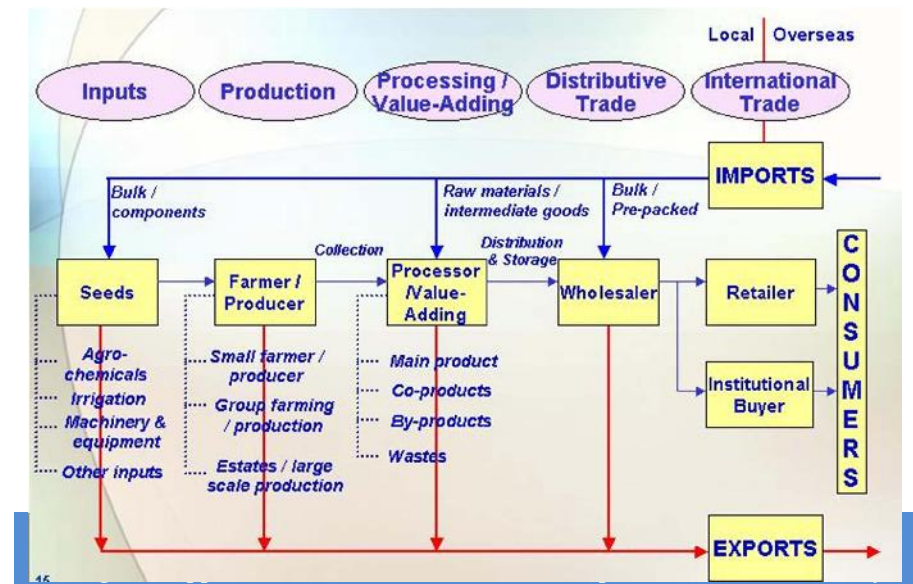 Local Overseas
Inputs
Production
Processing /
Value-Adding
Distributive
Trade
International
Trade
IMPORTS
Bulk /
components
Raw materials /
intermediate goods
Bulk /
Pre-packed
Collection
Distribution
& Storage
Seeds
Farmer /
Producer
Processor
/Value-
Adding
Wholesaler
Retailer
Institutional
Buyer
CONSUMERS
Agro-
chemicals
Irrigation
Machinery &
equipment
Other inputs
Small farmer /
producer
Group farming
/ production
Estates / large
scale production
Main product
Co-products
By-products
Wastes
EXPORTS
15